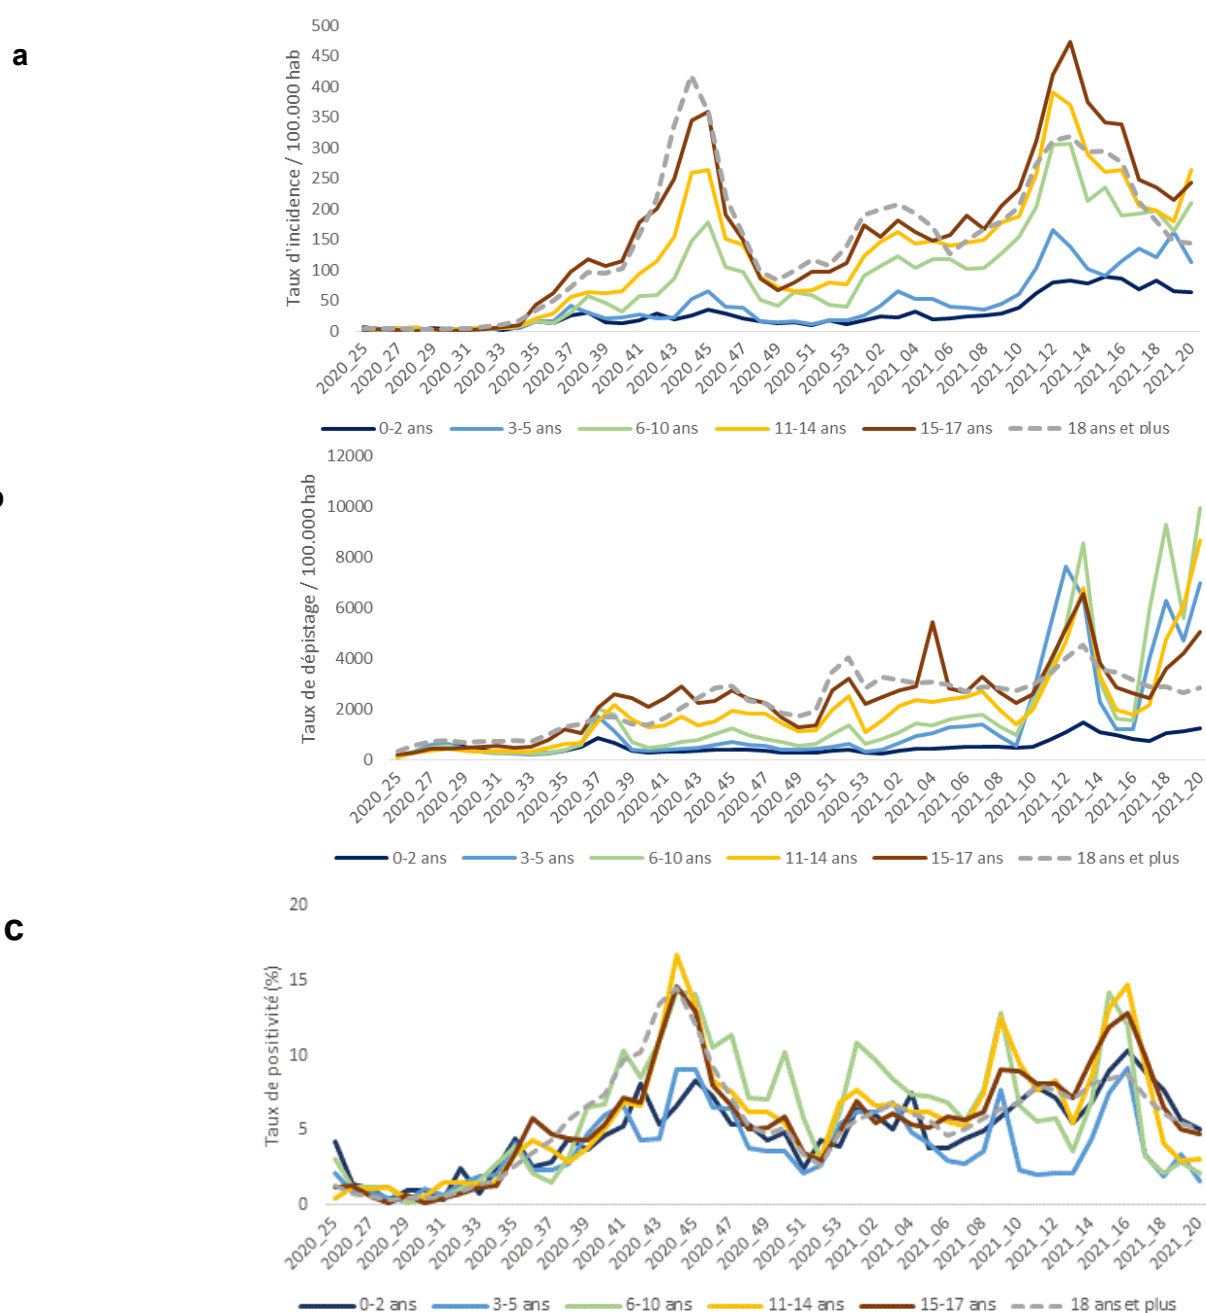 a
Taux d'incidence / 100.000 hab
500
450
400
350
300
250
200
150
100
50
0
2020_25 2020_27 2020_29 2020_31 2020_33 2020_35 2020_37 2020_39 2020_41 2020_43 2020_45 2020_47 2020_49 2020_51 2020_53 2021_02 2021_04 2021_06 2021_08 2021_10 2021_12 2021_14 2021_16 2021_18 2021_20
0-2 ans 3-5 ans 6-10 ans 11-14 ans 15-17 ans 18 ans et plus
Taux de dépistage / 100.000 hab
12000
10000
8000
6000
4000
2000
0
2020_25 2020_27 2020_29 2020_31 2020_33 2020_35 2020_37 2020_39 2020_41 2020_43 2020_45 2020_47 2020_49 2020_51 2020_53 2021_02 2021_04 2021_06 2021_08 2021_10 2021_12 2021_14 2021_16 2021_18 2021_20
0-2 ans 3-5 ans 6-10 ans 11-14 ans 15-17 ans 18 ans et plus
c
Taux de positivité (%)
20
15
10
5
0
2020_25 2020_27 2020_29 2020_31 2020_33 2020_35 2020_37 2020_39 2020_41 2020_43 2020_45 2020_47 2020_49 2020_51 2020_53 2021_02 2021_04 2021_06 2021_08 2021_10 2021_12 2021_14 2021_16 2021_18 2021_20
0-2 ans 3-5 ans 6-10 ans 11-14 ans 15-17 ans 18 ans et plus